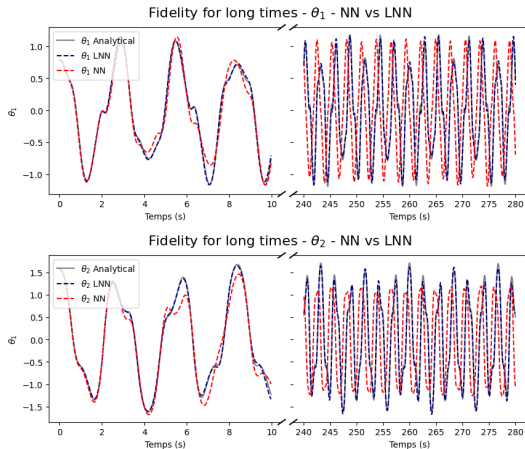 Fidelity for long times - θ₁ - NN vs LNN
θ₁ Analytical
θ₁ LNN
θ₁ NN
1.0
0.5
0.0
−0.5
−1.0
θ₁
0 2 4 6 8 10
240 245 250 255 260 265 270 275 280
Temps (s) Temps (s)
Fidelity for long times - θ₂ - NN vs LNN
θ₂ Analytical
θ₂ LNN
θ₂ NN
1.5
1.0
0.5
0.0
−0.5
−1.0
−1.5
θ₁
0 2 4 6 8 10
240 245 250 255 260 265 270 275 280
Temps (s) Temps (s)